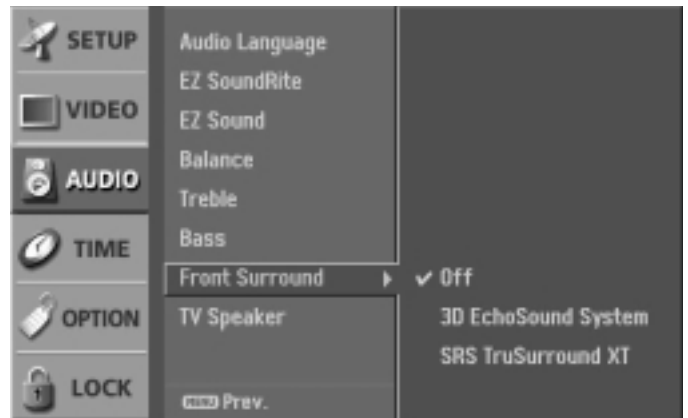 SETUP
VIDEO
AUDIO
TIME
OPTION
LOCK
Audio Language
EZ SoundRite
EZ Sound
Balance
Treble
Bass
Front Surround
TV Speaker
MENU Prev.
Off
3D EchoSound System
SRS TruSurround XT